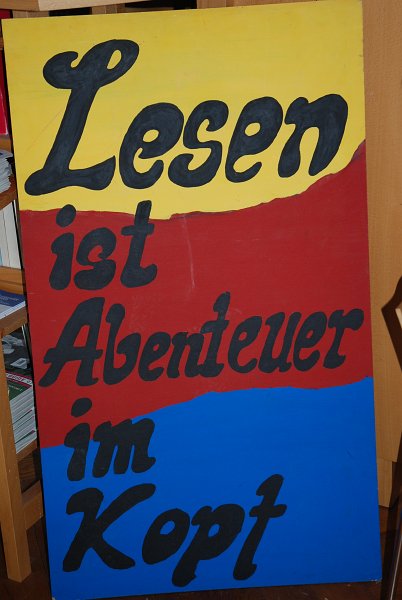 Lesen
ist
Abenteuer
im
Kopf